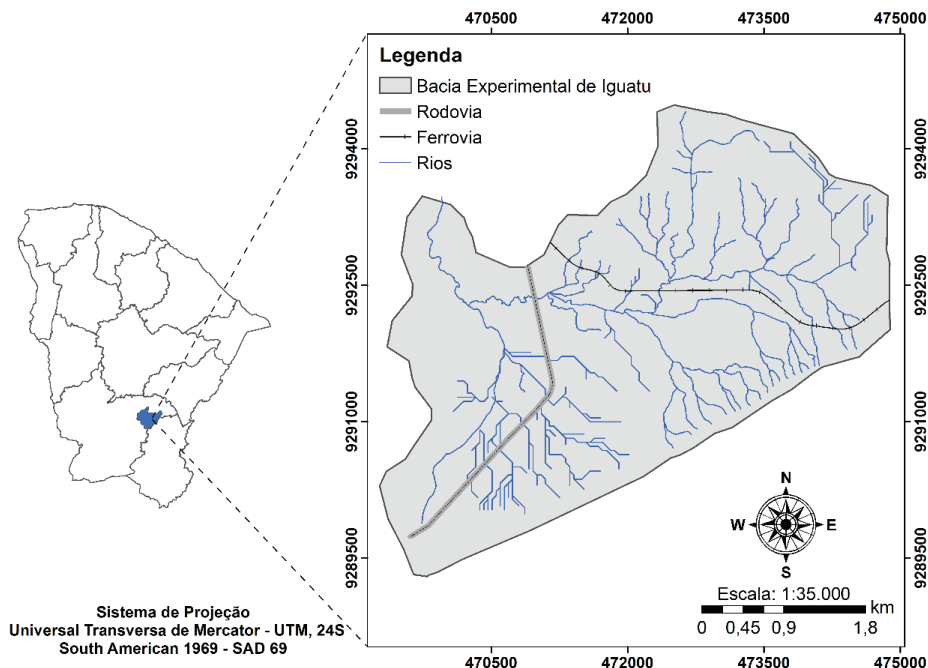 470500 472000 473500 475000
Legenda
Bacia Experimental de Iguatu
Rodovia
Ferrovia
Rios
9294000 9294000
9292500 9292500
9291000 9291000
9289500 9289500
N
W E
S
Escala: 1:35.000
km
0 0,45 0,9 1,8
470500 472000 473500 475000
Sistema de Projeção
Universal Transversa de Mercator - UTM, 24S
South American 1969 - SAD 69